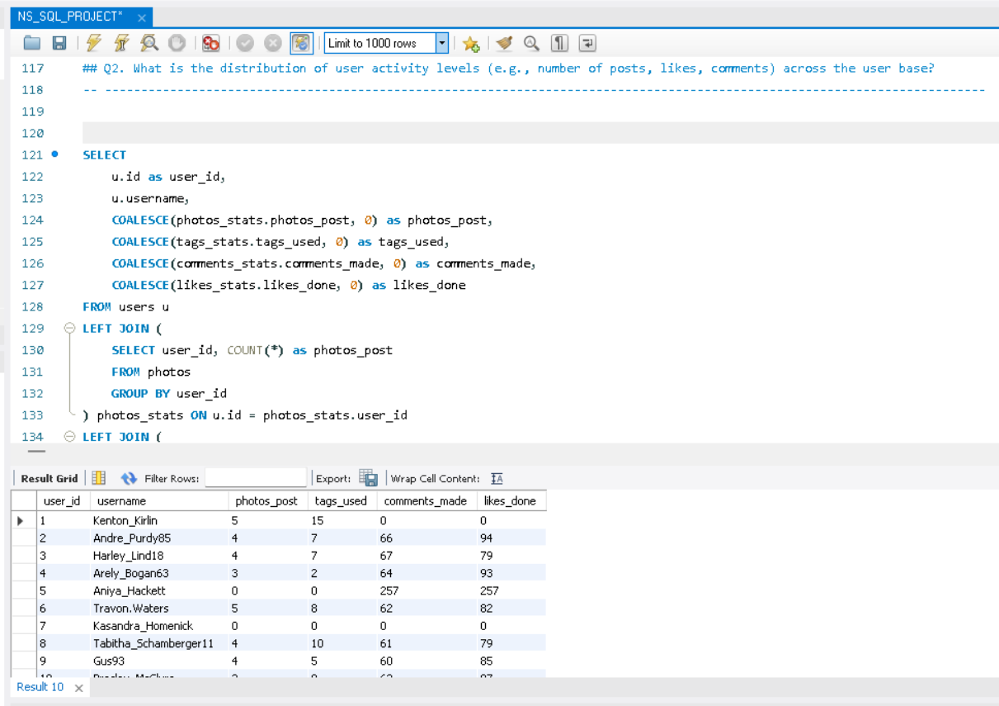 NS_SQL_PROJECT* ×
Limit to 1000 rows
117 ## Q2. What is the distribution of user activity levels (e.g., number of posts, likes, comments) across the user base?
118 -- -----------------------------------------------------------------------------------------------------------------------
119
120
121 SELECT
122 u.id as user_id,
123 u.username,
124 COALESCE(photos_stats.photos_post, 0) as photos_post,
125 COALESCE(tags_stats.tags_used, 0) as tags_used,
126 COALESCE(comments_stats.comments_made, 0) as comments_made,
127 COALESCE(likes_stats.likes_done, 0) as likes_done
128 FROM users u
129 LEFT JOIN (
130 SELECT user_id, COUNT(*) as photos_post
131 FROM photos
132 GROUP BY user_id
133 ) photos_stats ON u.id = photos_stats.user_id
134 LEFT JOIN (
Result Grid Filter Rows: Export: Wrap Cell Content: IA
user_id username photos_post tags_used comments_made likes_done
1 Kenton_Kirlin 5 15 0 0
2 Andre_Purdy85 4 7 66 94
3 Harley_Lind18 4 7 67 79
4 Arely_Bogan63 3 2 64 93
5 Aniya_Hackett 0 0 257 257
6 Travon.Waters 5 8 62 82
7 Kasandra_Homenick 0 0 0 0
8 Tabitha_Schamberger11 4 10 61 79
9 Gus93 4 5 60 85
Result 10 ×